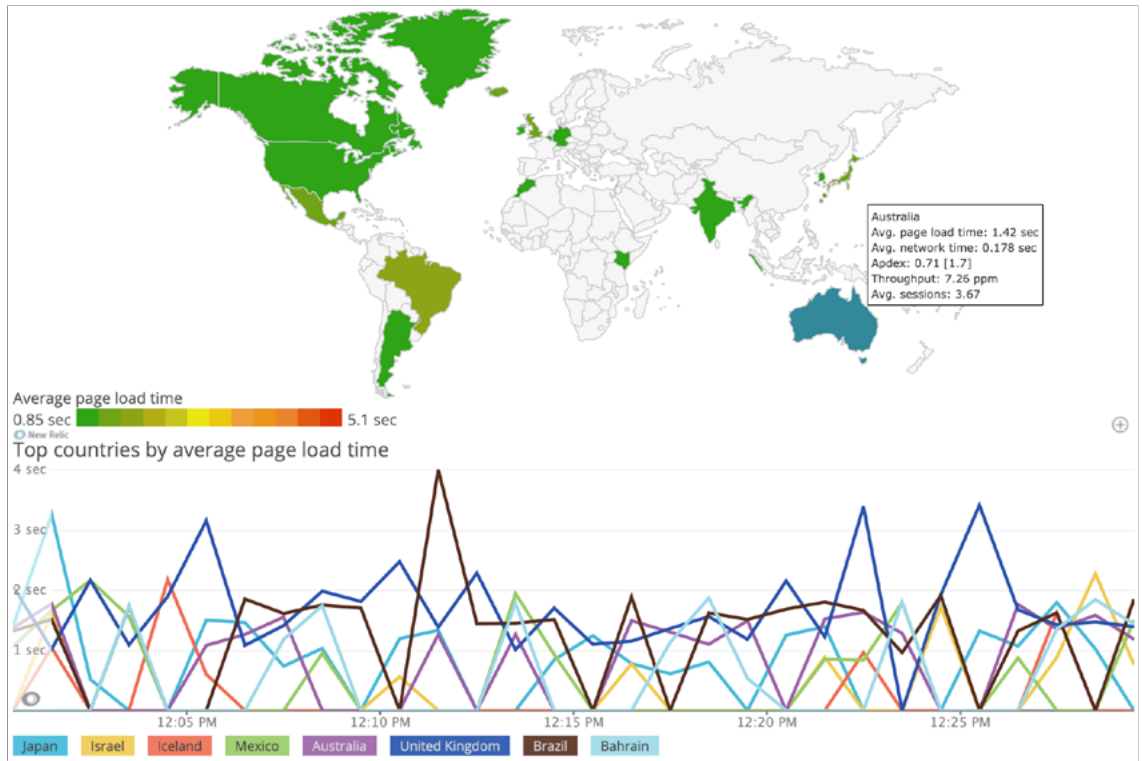 Australia
Avg. page load time: 1.42 sec
Avg. network time: 0.178 sec
Apdex: 0.71 [1.7]
Throughput: 7.26 ppm
Avg. sessions: 3.67
Average page load time
0.85 sec 5.1 sec
New Relic
Top countries by average page load time
4 sec
3 sec
2 sec
1 sec
12:05 PM 12:10 PM 12:15 PM 12:20 PM 12:25 PM
Japan Israel Iceland Mexico Australia United Kingdom Brazil Bahrain